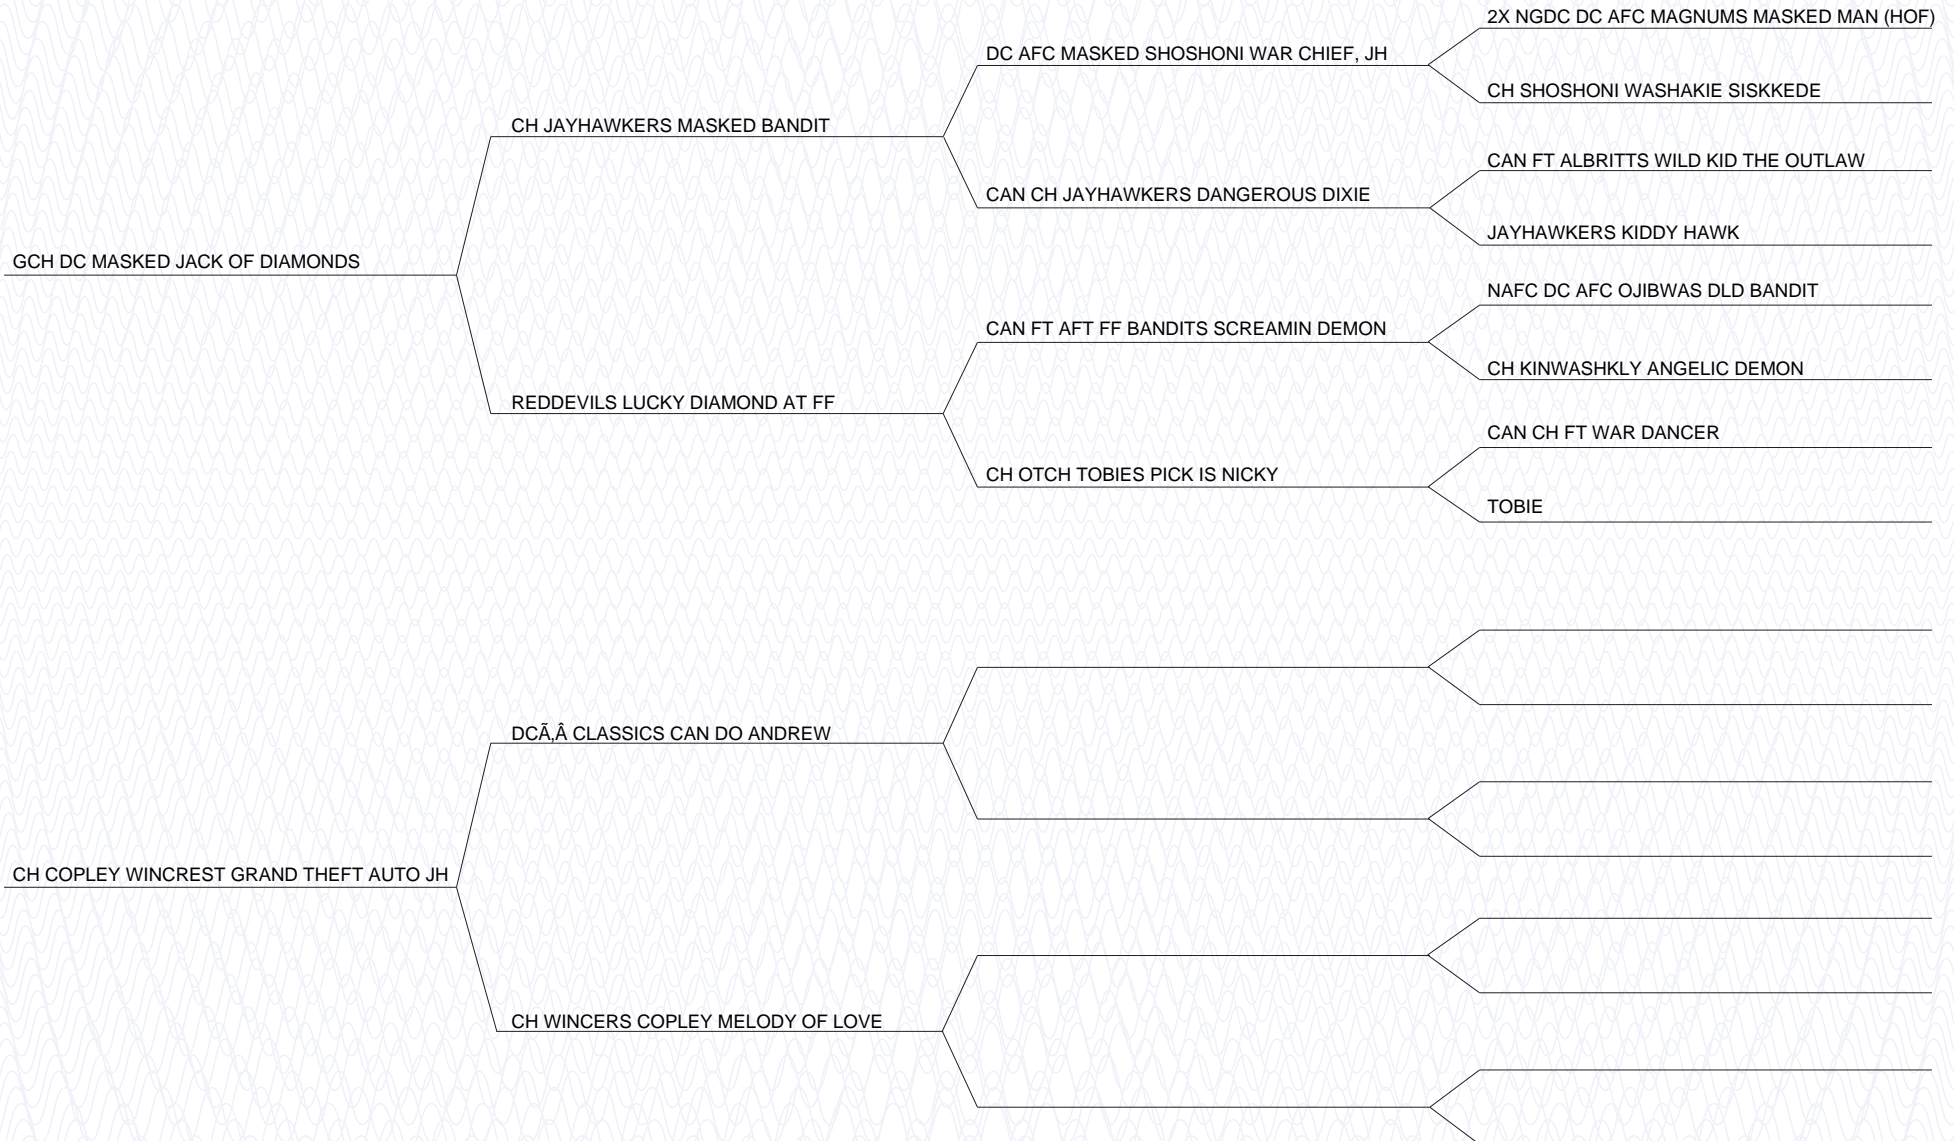 2X NGDC DC AFC MAGNUMS MASKED MAN (HOF)
DC AFC MASKED SHOSHONI WAR CHIEF, JH
CH SHOSHONI WASHAKIE SISKKEDE
CH JAYHAWKERS MASKED BANDIT
CAN FT ALBRITTS WILD KID THE OUTLAW
CAN CH JAYHAWKERS DANGEROUS DIXIE
JAYHAWKERS KIDDY HAWK
GCH DC MASKED JACK OF DIAMONDS
NAFC DC AFC OJIBWAS DLD BANDIT
CAN FT AFT FF BANDITS SCREAMIN DEMON
CH KINWASHKLY ANGELIC DEMON
REDDEVILS LUCKY DIAMOND AT FF
CAN CH FT WAR DANCER
CH OTCH TOBIES PICK IS NICKY
TOBIE
DCÃ‚Â CLASSICS CAN DO ANDREW
CH COPLEY WINCREST GRAND THEFT AUTO JH
CH WINCERS COPLEY MELODY OF LOVE